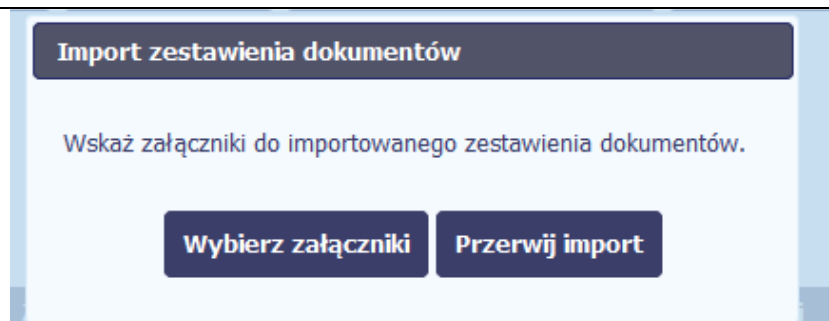 Import zestawienia dokumentów
Wskaż załączniki do importowanego zestawienia dokumentów.
Wybierz załączniki Przerwij import